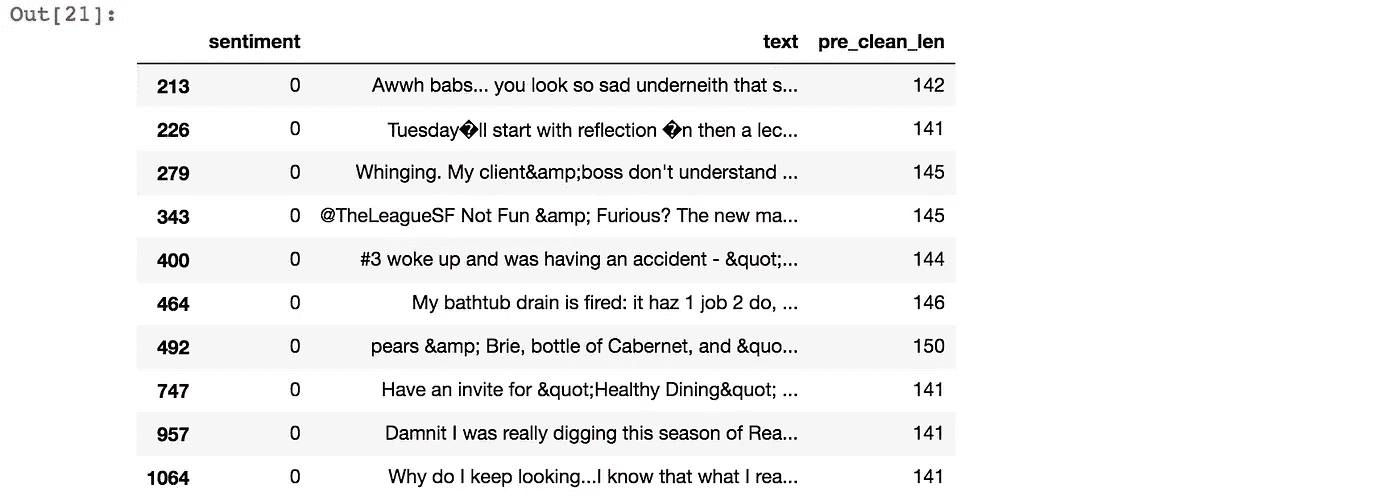 Out[21]:
sentiment text pre_clean_len
213 0 Awwh babs... you look so sad underneith that s... 142
226 0 Tuesday�ll start with reflection �n then a lec... 141
279 0 Whinging. My client&amp;boss don't understand ... 145
343 0 @TheLeagueSF Not Fun &amp; Furious? The new ma... 145
400 0 #3 woke up and was having an accident - &quot;... 144
464 0 My bathtub drain is fired: it haz 1 job 2 do, ... 146
492 0 pears &amp; Brie, bottle of Cabernet, and &quo... 150
747 0 Have an invite for &quot;Healthy Dining&quot; ... 141
957 0 Damnit I was really digging this season of Rea... 141
1064 0 Why do I keep looking...I know that what I rea... 141